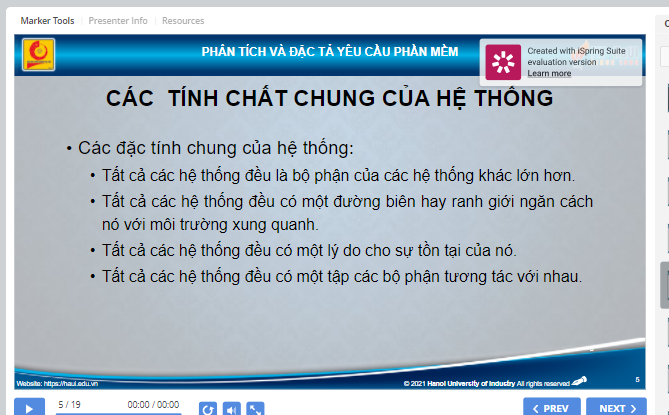 Marker Tools Presenter Info Resources
PHÂN TÍCH VÀ ĐẶC TẢ YÊU CẦU PHẦN MỀM
Created with iSpring Suite
evaluation version
Learn more
CÁC TÍNH CHẤT CHUNG CỦA HỆ THỐNG
• Các đặc tính chung của hệ thống:
• Tất cả các hệ thống đều là bộ phận của các hệ thống khác lớn hơn.
• Tất cả các hệ thống đều có một đường biên hay ranh giới ngăn cách
nó với môi trường xung quanh.
• Tất cả các hệ thống đều có một lý do cho sự tồn tại của nó.
• Tất cả các hệ thống đều có một tập các bộ phận tương tác với nhau.
Website: https://haui.edu.vn
© 2021 Hanoi University of Industry All rights reserved
5
5 / 19
00:00 / 00:00
PREV
NEXT